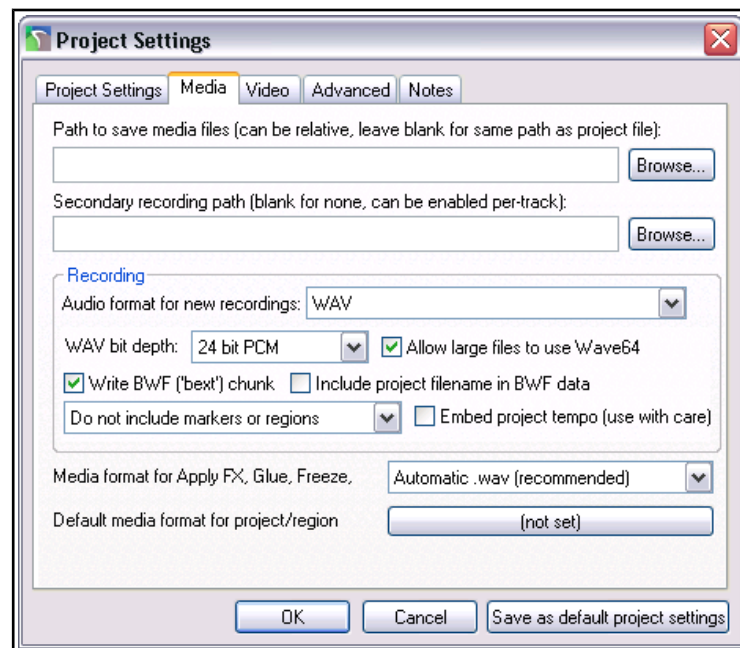 Project Settings
Project Settings Media Video Advanced Notes
Path to save media files (can be relative, leave blank for same path as project file):
Browse...
Secondary recording path (blank for none, can be enabled per-track):
Browse...
Recording
Audio format for new recordings: WAV
WAV bit depth: 24 bit PCM Allow large files to use Wave64
Write BWF ('bext') chunk Include project filename in BWF data
Do not include markers or regions Embed project tempo (use with care)
Media format for Apply FX, Glue, Freeze, Automatic .wav (recommended)
Default media format for project/region (not set)
OK Cancel Save as default project settings